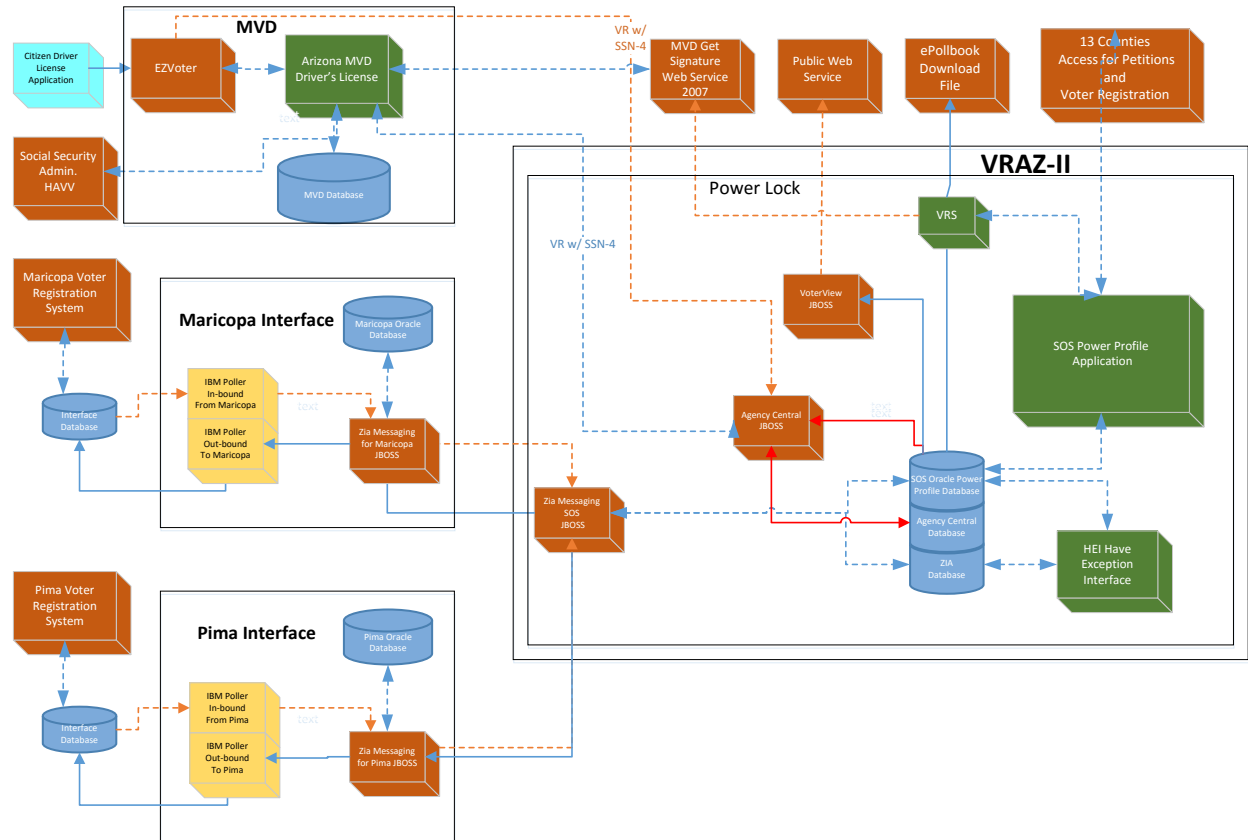 MVD
Citizen Driver
License
Application
EZVoter
Arizona MVD
Driver's License
VR w/
SSN-4
MVD Get
Signature
Web Service
2007
Public Web
Service
ePollbook
Download
File
13 Counties
Access for Petitions
and
Voter Registration
text
Social Security
Admin.
HAVV
MVD Database
VRAZ-II
Power Lock
VRS
VR w/ SSN-4
Maricopa Voter
Registration
System
Maricopa Interface
Maricopa Oracle
Database
VoterView
JBOSS
SOS Power Profile
Application
IBM Poller
In-bound
From Maricopa
text
Interface
Database
IBM Poller
Out-bound
To Maricopa
Zia Messaging
for Maricopa
JBOSS
Agency Central
JBOSS
SOS Oracle Power
Profile Database
Agency Central
Database
ZIA
Database
Zia Messaging
SOS
JBOSS
HEI Have
Exception
Interface
Pima Voter
Registration
System
Pima Interface
Pima Oracle
Database
IBM Poller
In-bound
From Pima
text
Interface
Database
IBM Poller
Out-bound
To Pima
Zia Messaging
for Pima JBOSS